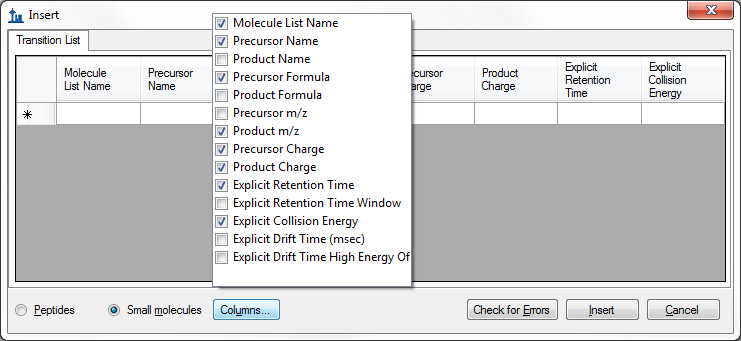 Insert
Transition List
Molecule
List Name
Precursor
Name
Molecule List Name
Precursor Name
Product Name
Precursor Formula
Product Formula
Precursor m/z
Product m/z
Precursor Charge
Product Charge
Explicit Retention Time
Explicit Retention Time Window
Explicit Collision Energy
Explicit Drift Time (msec)
Explicit Drift Time High Energy Of
ecursor
arge
Product
Charge
Explicit
Retention
Time
Explicit
Collision
Energy
Peptides
Small molecules
Columns...
Check for Errors
Insert
Cancel